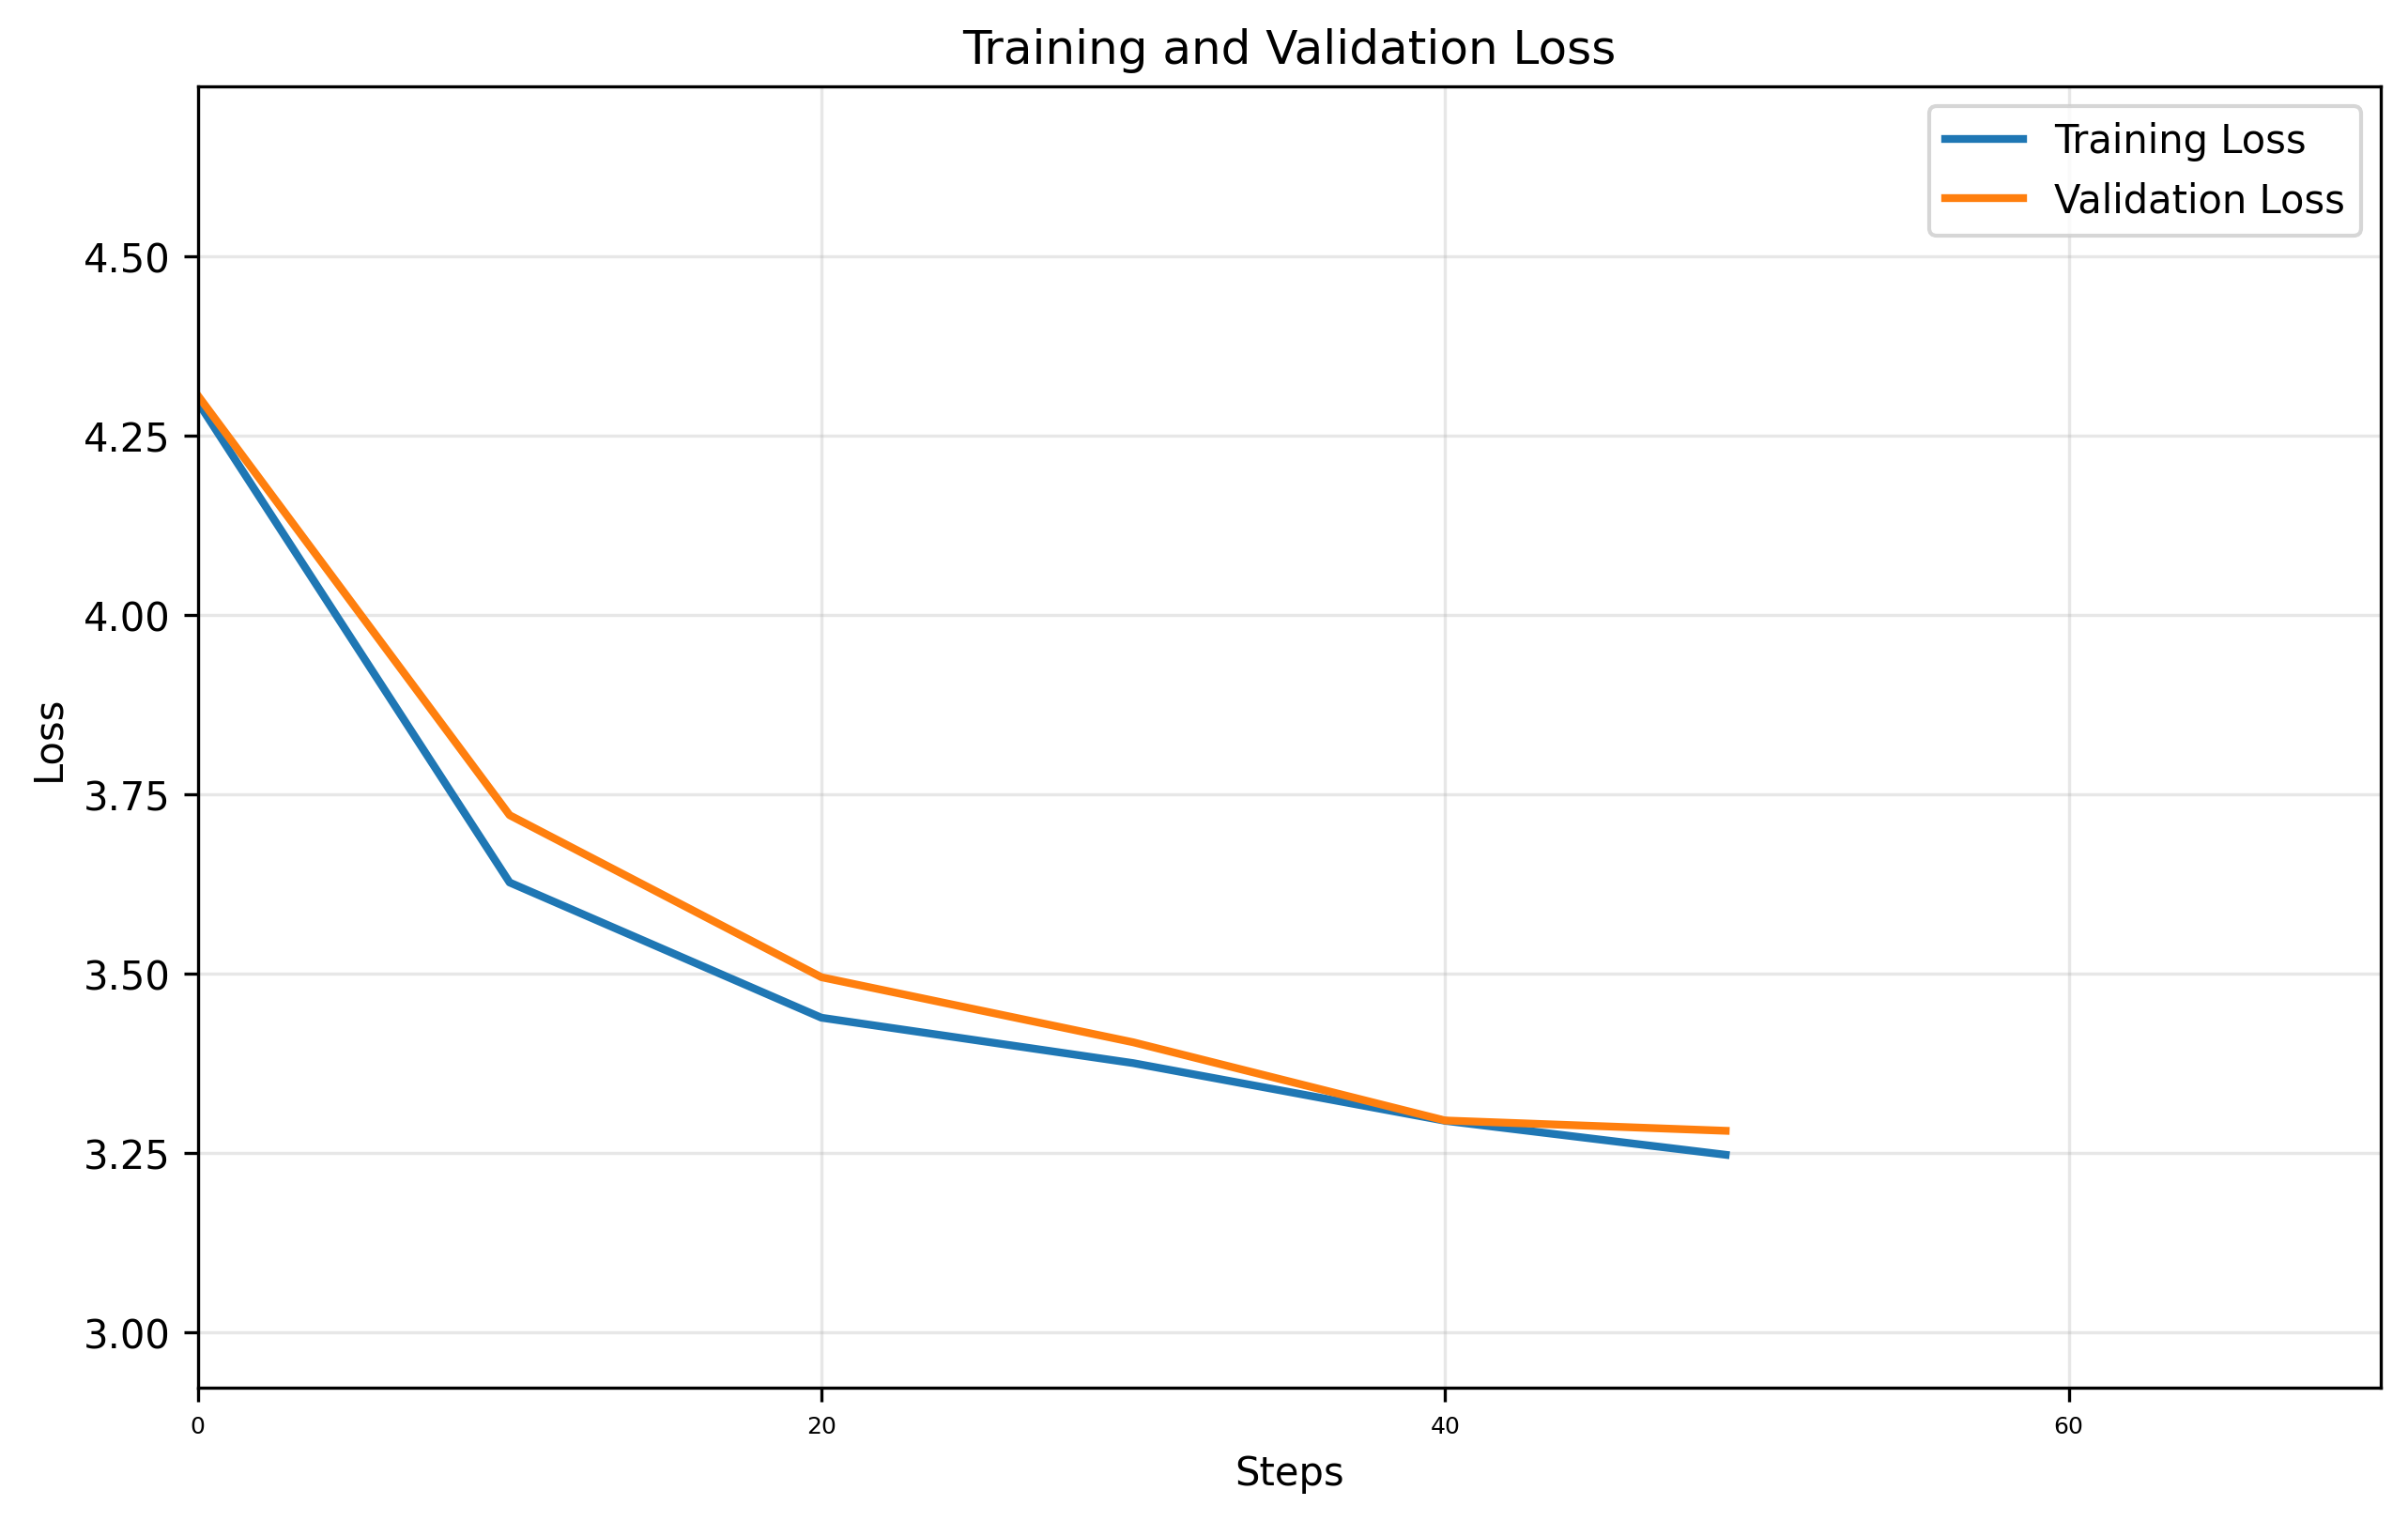 Training and Validation Loss
Training Loss
Validation Loss
4.50
4.25
4.00
3.75
3.50
3.25
3.00
Loss
0 20 40 60
Steps